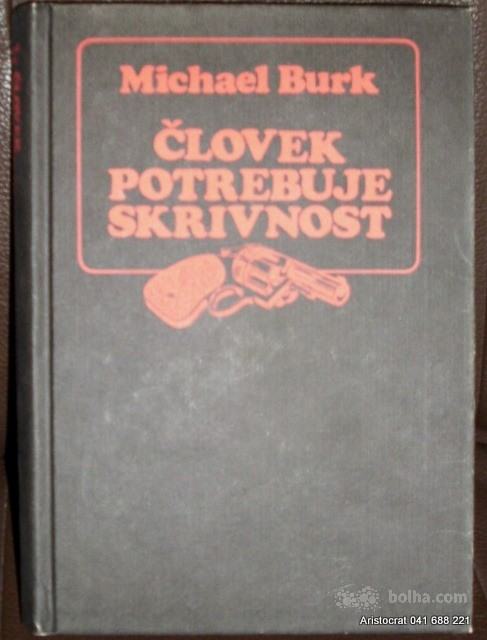 Michael Burk
ČLOVEK
POTREBUJE
SKRIVNOST
bolha.com
Aristocrat 041 688 221